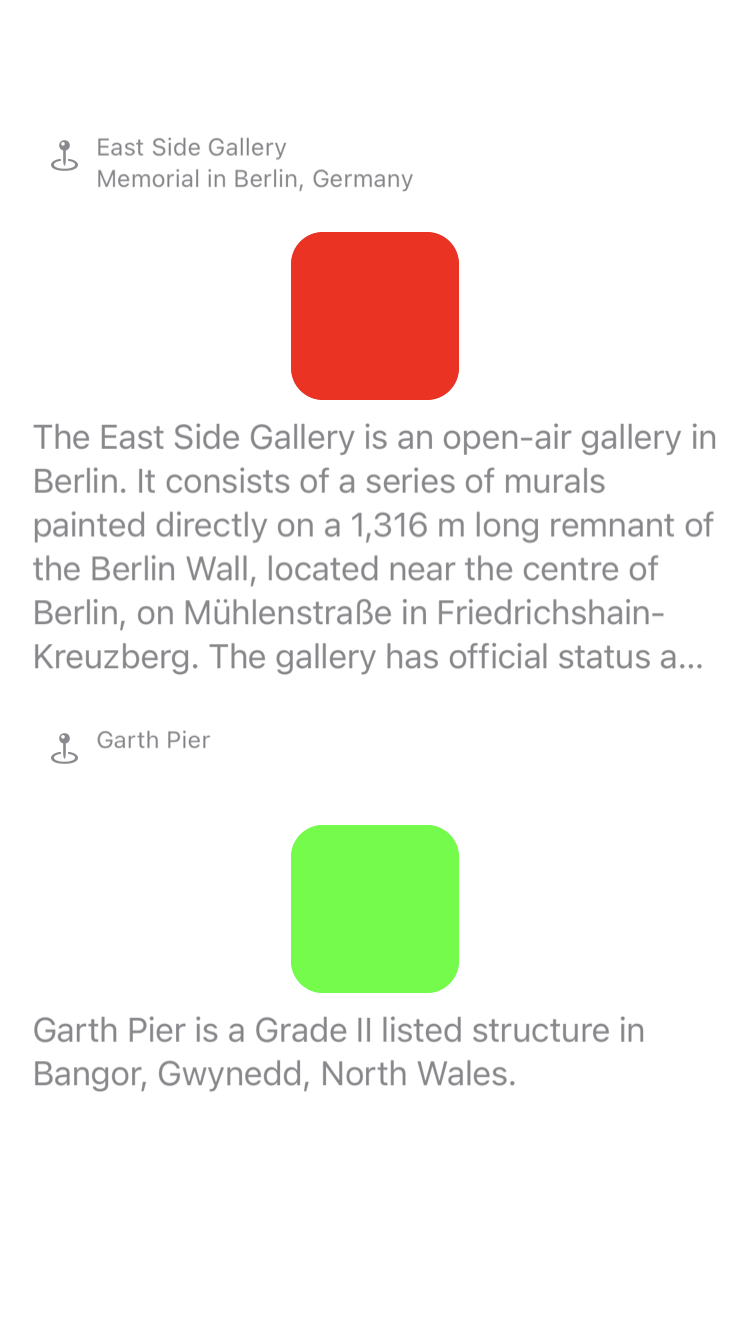 East Side Gallery
Memorial in Berlin, Germany
The East Side Gallery is an open-air gallery in
Berlin. It consists of a series of murals
painted directly on a 1,316 m long remnant of
the Berlin Wall, located near the centre of
Berlin, on Mühlenstraße in Friedrichshain-
Kreuzberg. The gallery has official status a...
Garth Pier
Garth Pier is a Grade II listed structure in
Bangor, Gwynedd, North Wales.